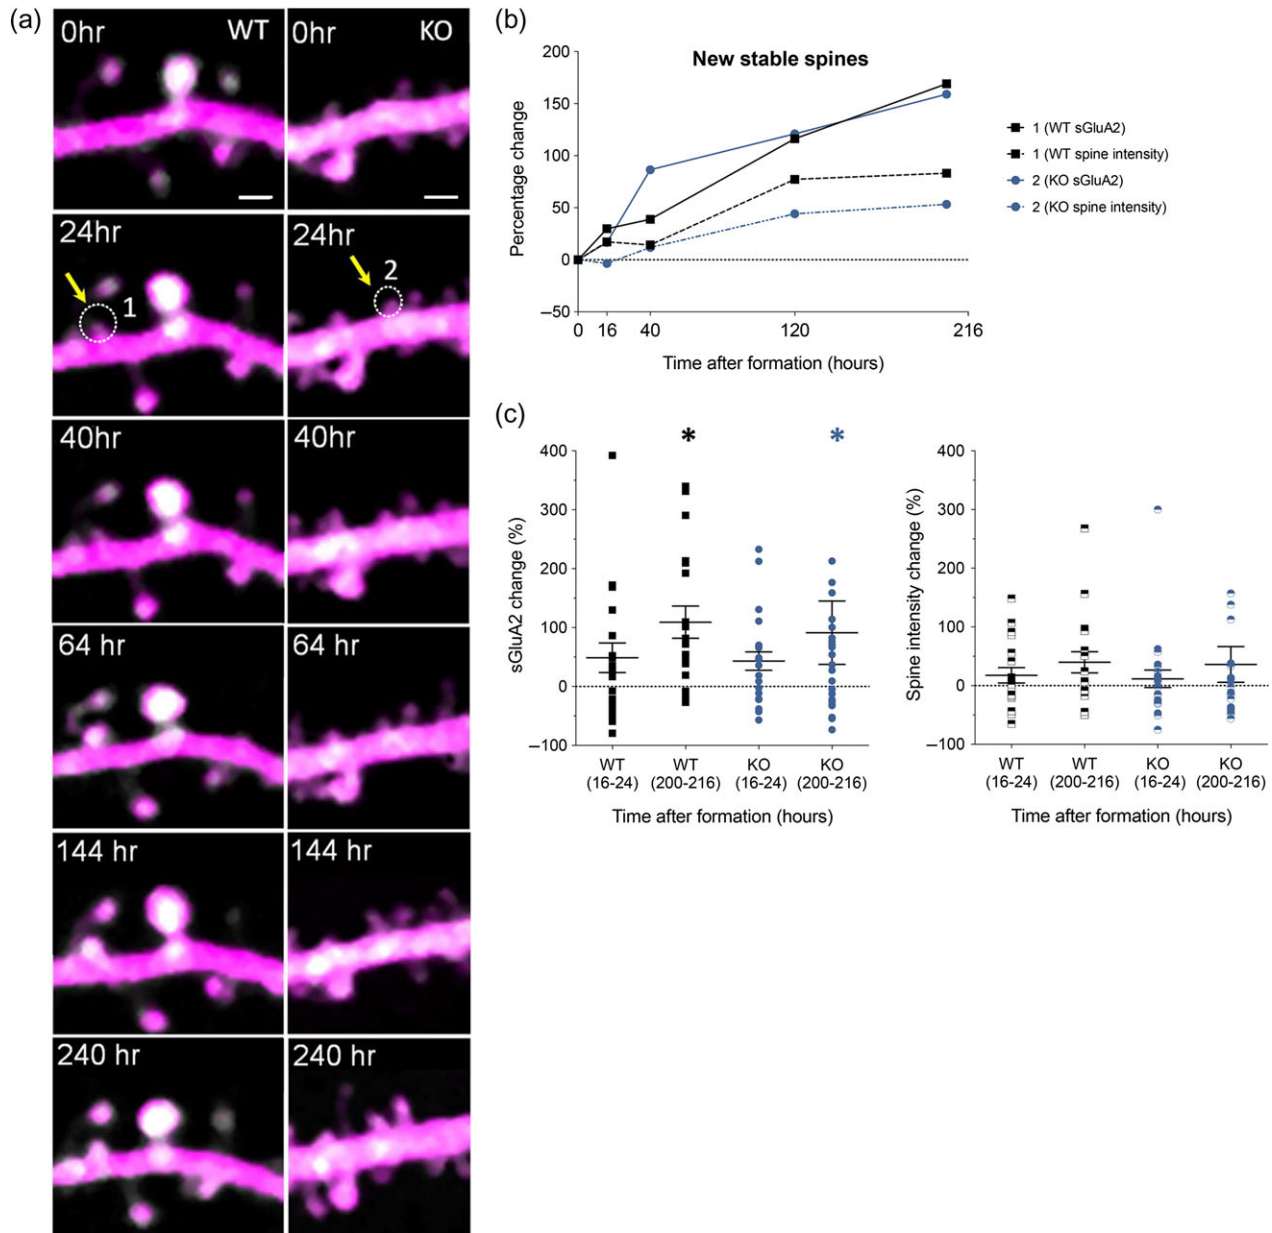 (a)
0hr WT
0hr KO
24hr
1
24hr
2
40hr
40hr
64 hr
64 hr
144 hr
144 hr
240 hr
240 hr
(b)
New stable spines
Percentage change
200
150
100
50
0
–50
0 16 40 120 216
Time after formation (hours)
1 (WT sGluA2)
1 (WT spine intensity)
2 (KO sGluA2)
2 (KO spine intensity)
(c)
* *
sGluA2 change (%)
400
300
200
100
0
–100
WT WT KO KO
(16-24) (200-216) (16-24) (200-216)
Time after formation (hours)
Spine intensity change (%)
400
300
200
100
0
–100
WT WT KO KO
(16-24) (200-216) (16-24) (200-216)
Time after formation (hours)